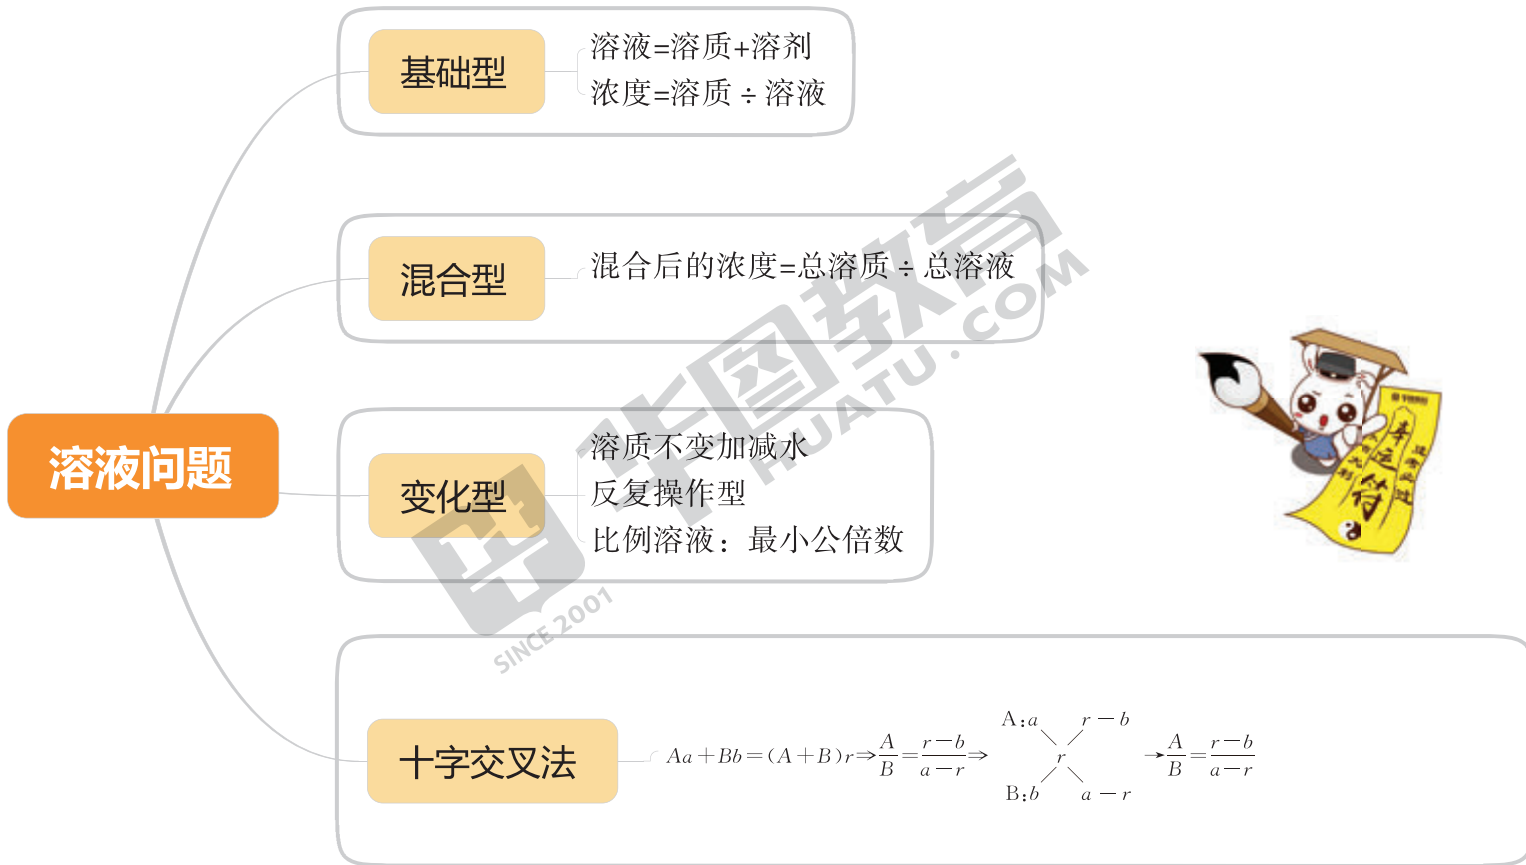 基础型
溶液=溶质+溶剂
浓度=溶质÷溶液
混合型
混合后的浓度=总溶质÷总溶液
溶液问题
变化型
溶质不变加减水
反复操作型
比例溶液：最小公倍数
十字交叉法
Aa+Bb=(A+B)r⇒A/B=(r-b)/(a-r)⇒
A:a r-b
r
B:b a-r
→A/B=(r-b)/(a-r)
华图教育
HUATU.COM
SINCE 2001